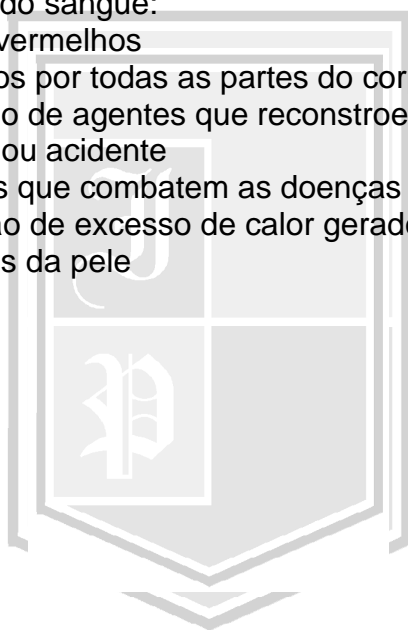 do sangue:
vermelhos
os por todas as partes do cor
o de agentes que reconstroe
ou acidente
s que combatem as doenças
ão de excesso de calor gerad
s da pele
J
P